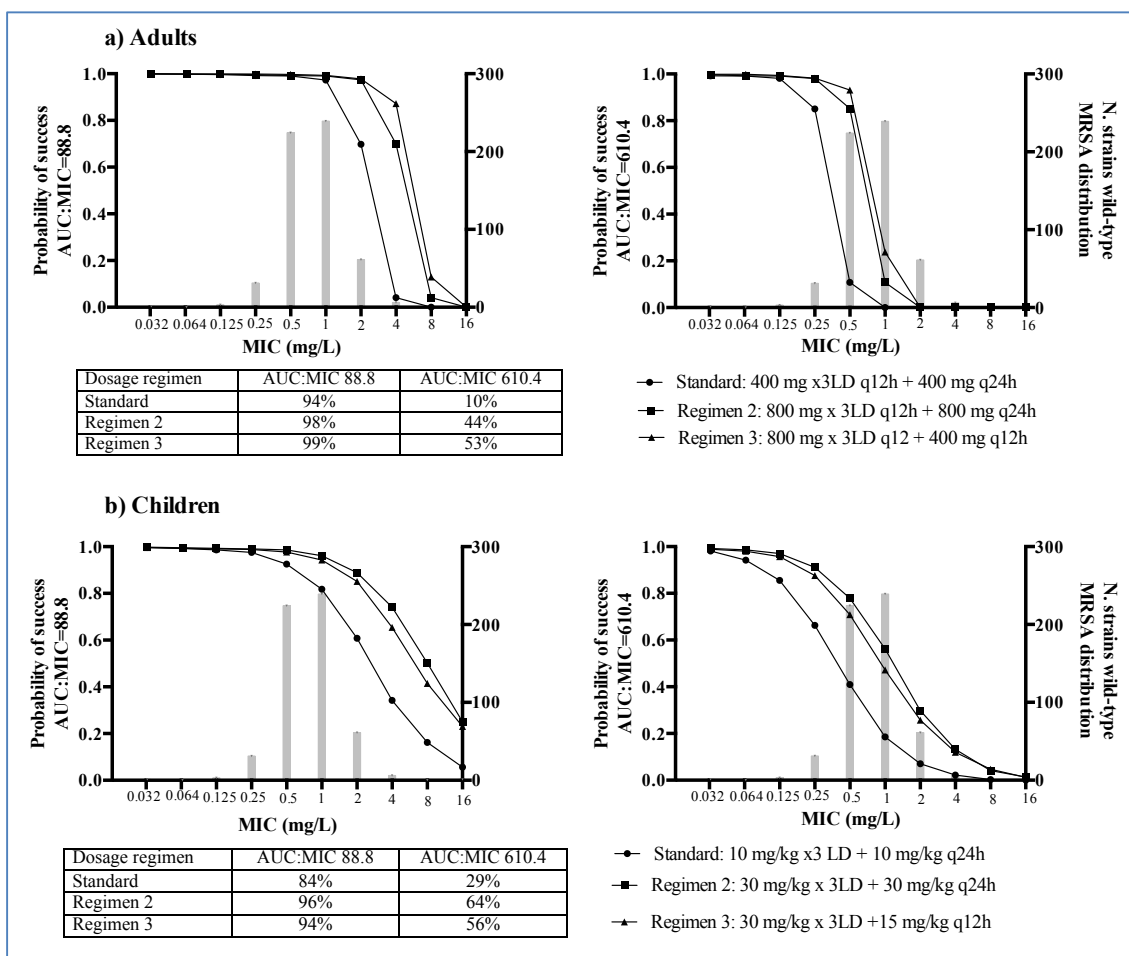 a) Adults
Probability of success
AUC:MIC=88.8
1.0
0.8
0.6
0.4
0.2
0.0
300
200
100
0
0.032 0.064 0.125 0.25 0.5 1 2 4 8 16
MIC (mg/L)
Probability of success
AUC:MIC=610.4
1.0
0.8
0.6
0.4
0.2
0.0
300
200
100
0
N. strains wild-type
MRSA distribution
0.032 0.064 0.125 0.25 0.5 1 2 4 8 16
MIC (mg/L)
Dosage regimen AUC:MIC 88.8 AUC:MIC 610.4
Standard 94% 10%
Regimen 2 98% 44%
Regimen 3 99% 53%
Standard: 400 mg x3LD q12h + 400 mg q24h
Regimen 2: 800 mg x 3LD q12h + 800 mg q24h
Regimen 3: 800 mg x 3LD q12 + 400 mg q12h
b) Children
Probability of success
AUC:MIC=88.8
1.0
0.8
0.6
0.4
0.2
0.0
300
200
100
0
0.032 0.064 0.125 0.25 0.5 1 2 4 8 16
MIC (mg/L)
Probability of success
AUC:MIC=610.4
1.0
0.8
0.6
0.4
0.2
0.0
300
200
100
0
N. strains wild-type
MRSA distribution
0.032 0.064 0.125 0.25 0.5 1 2 4 8 16
MIC (mg/L)
Dosage regimen AUC:MIC 88.8 AUC:MIC 610.4
Standard 84% 29%
Regimen 2 96% 64%
Regimen 3 94% 56%
Standard: 10 mg/kg x3 LD + 10 mg/kg q24h
Regimen 2: 30 mg/kg x 3LD + 30 mg/kg q24h
Regimen 3: 30 mg/kg x 3LD +15 mg/kg q12h